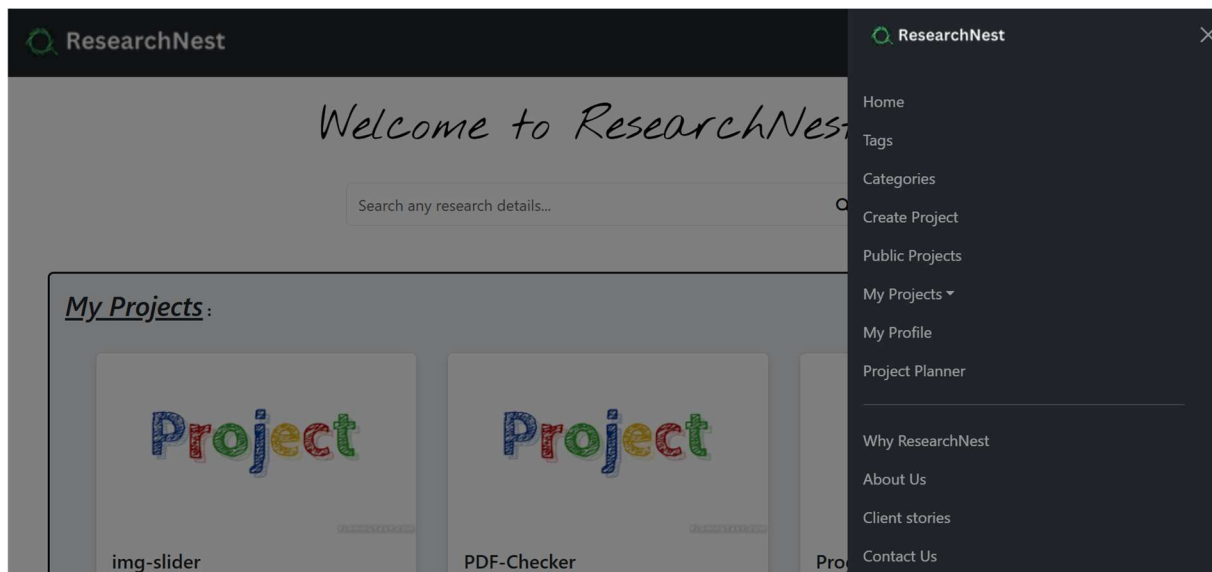 ResearchNest
Welcome to ResearchNest
Search any research details...
My Projects :
Project
Project
img-slider
PDF-Checker
ResearchNest
Home
Tags
Categories
Create Project
Public Projects
My Projects
My Profile
Project Planner
Why ResearchNest
About Us
Client stories
Contact Us